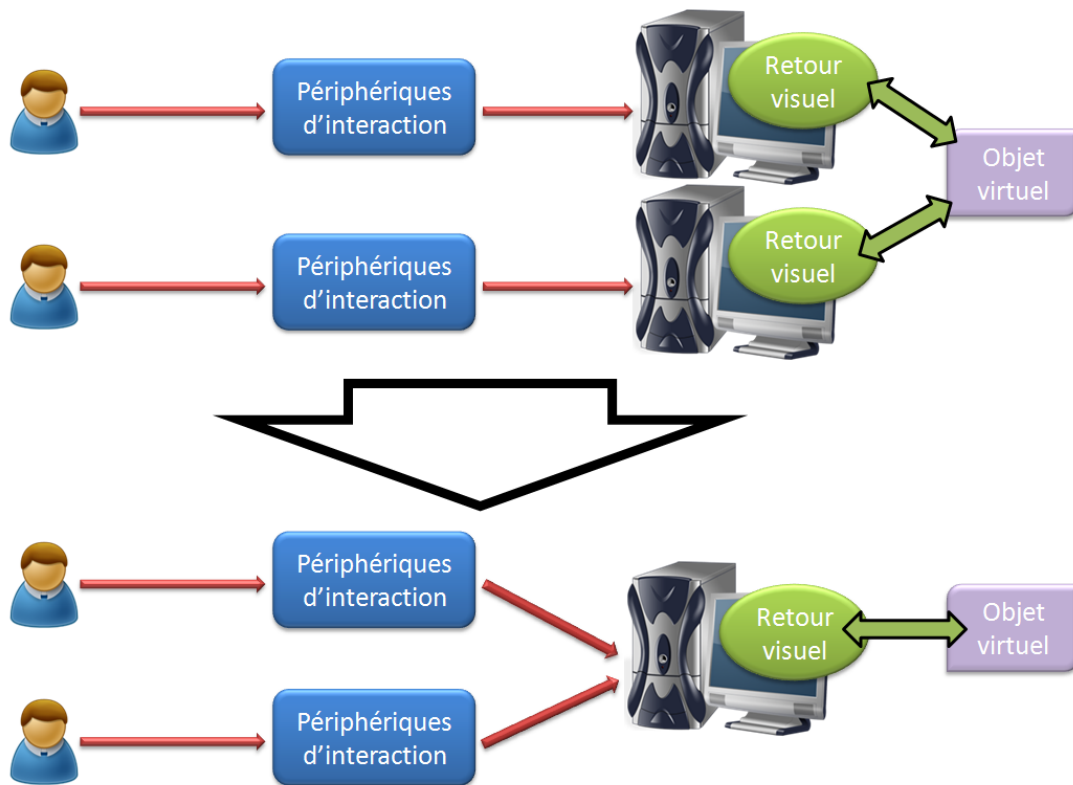 Périphériques
d'interaction
Retour
visuel
Objet
virtuel
Périphériques
d'interaction
Retour
visuel
Périphériques
d'interaction
Retour
visuel
Objet
virtuel
Périphériques
d'interaction